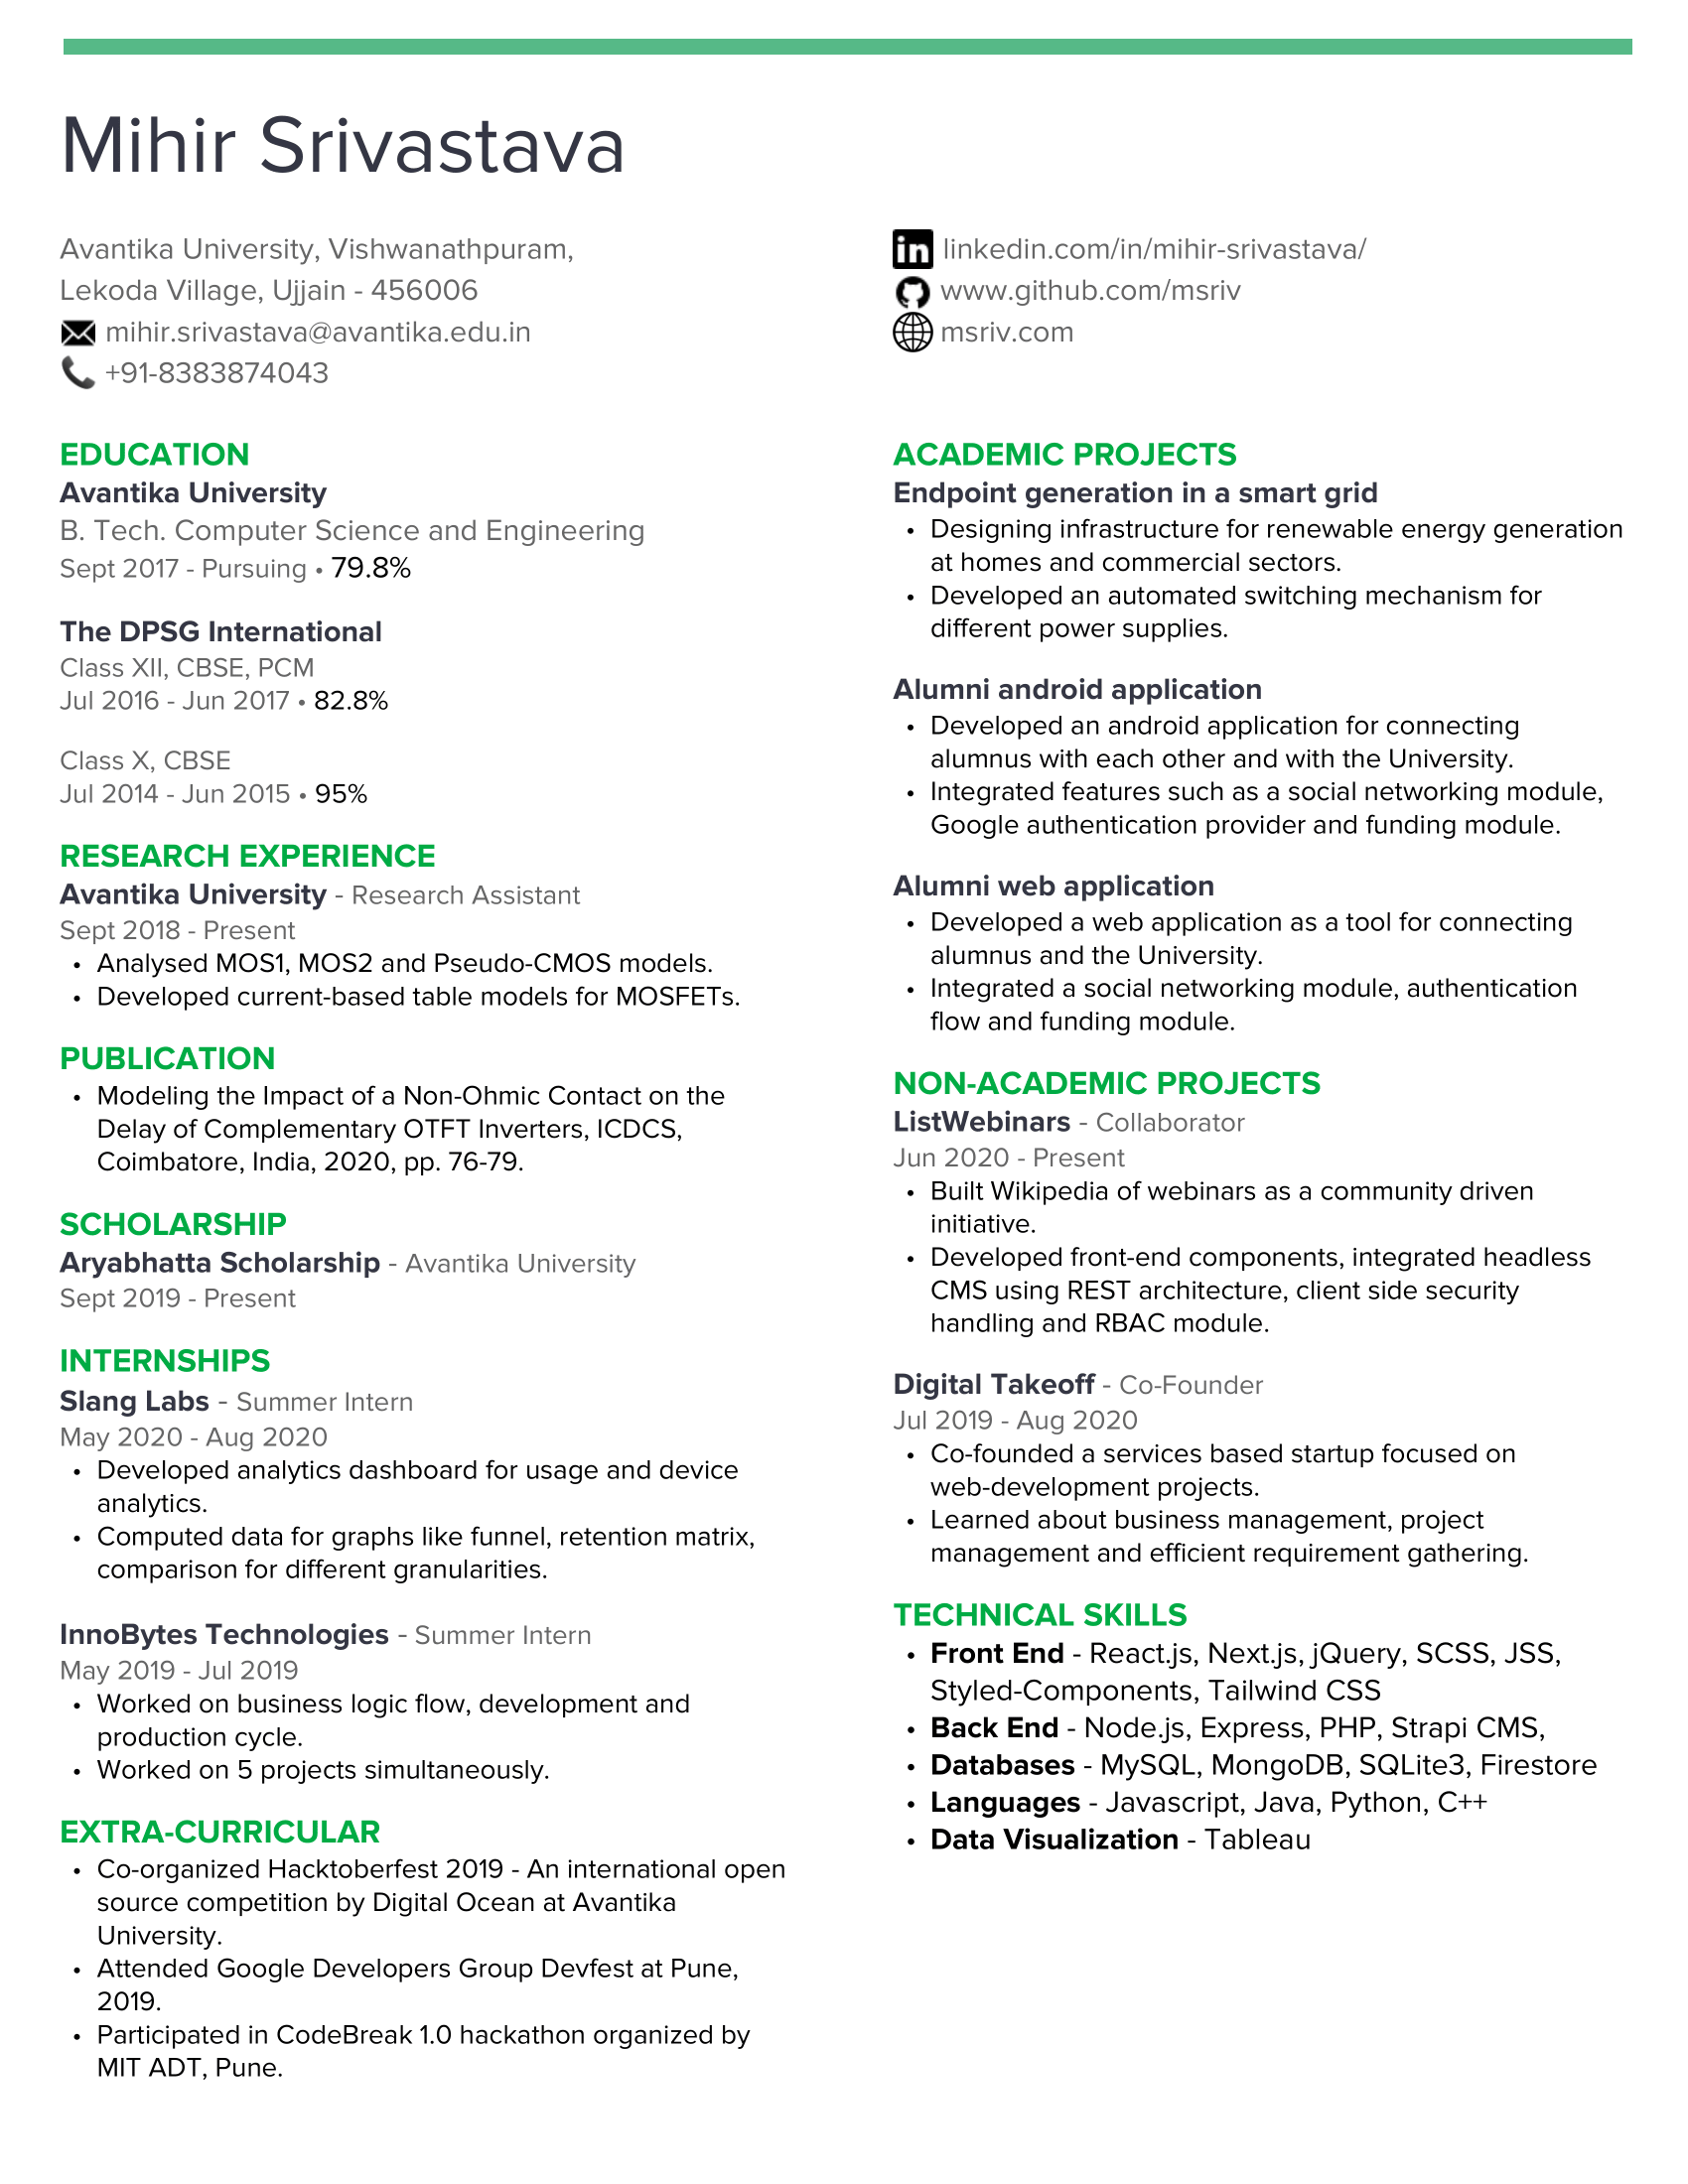 Mihir Srivastava
Avantika University, Vishwanathpuram,
Lekoda Village, Ujjain - 456006
mihir.srivastava@avantika.edu.in
+91-8383874043
linkedin.com/in/mihir-srivastava/
www.github.com/msriv
msriv.com
EDUCATION
Avantika University
B. Tech. Computer Science and Engineering
Sept 2017 - Pursuing • 79.8%
The DPSG International
Class XII, CBSE, PCM
Jul 2016 - Jun 2017 • 82.8%
Class X, CBSE
Jul 2014 - Jun 2015 • 95%
RESEARCH EXPERIENCE
Avantika University - Research Assistant
Sept 2018 - Present
• Analysed MOS1, MOS2 and Pseudo-CMOS models.
• Developed current-based table models for MOSFETs.
PUBLICATION
• Modeling the Impact of a Non-Ohmic Contact on the
Delay of Complementary OTFT Inverters, ICDCS,
Coimbatore, India, 2020, pp. 76-79.
SCHOLARSHIP
Aryabhatta Scholarship - Avantika University
Sept 2019 - Present
INTERNSHIPS
Slang Labs - Summer Intern
May 2020 - Aug 2020
• Developed analytics dashboard for usage and device
analytics.
• Computed data for graphs like funnel, retention matrix,
comparison for different granularities.
InnoBytes Technologies - Summer Intern
May 2019 - Jul 2019
• Worked on business logic flow, development and
production cycle.
• Worked on 5 projects simultaneously.
EXTRA-CURRICULAR
• Co-organized Hacktoberfest 2019 - An international open
source competition by Digital Ocean at Avantika
University.
• Attended Google Developers Group Devfest at Pune,
2019.
• Participated in CodeBreak 1.0 hackathon organized by
MIT ADT, Pune.
ACADEMIC PROJECTS
Endpoint generation in a smart grid
• Designing infrastructure for renewable energy generation
at homes and commercial sectors.
• Developed an automated switching mechanism for
different power supplies.
Alumni android application
• Developed an android application for connecting
alumnus with each other and with the University.
• Integrated features such as a social networking module,
Google authentication provider and funding module.
Alumni web application
• Developed a web application as a tool for connecting
alumnus and the University.
• Integrated a social networking module, authentication
flow and funding module.
NON-ACADEMIC PROJECTS
ListWebinars - Collaborator
Jun 2020 - Present
• Built Wikipedia of webinars as a community driven
initiative.
• Developed front-end components, integrated headless
CMS using REST architecture, client side security
handling and RBAC module.
Digital Takeoff - Co-Founder
Jul 2019 - Aug 2020
• Co-founded a services based startup focused on
web-development projects.
• Learned about business management, project
management and efficient requirement gathering.
TECHNICAL SKILLS
• Front End - React.js, Next.js, jQuery, SCSS, JSS,
Styled-Components, Tailwind CSS
• Back End - Node.js, Express, PHP, Strapi CMS,
• Databases - MySQL, MongoDB, SQLite3, Firestore
• Languages - Javascript, Java, Python, C++
• Data Visualization - Tableau